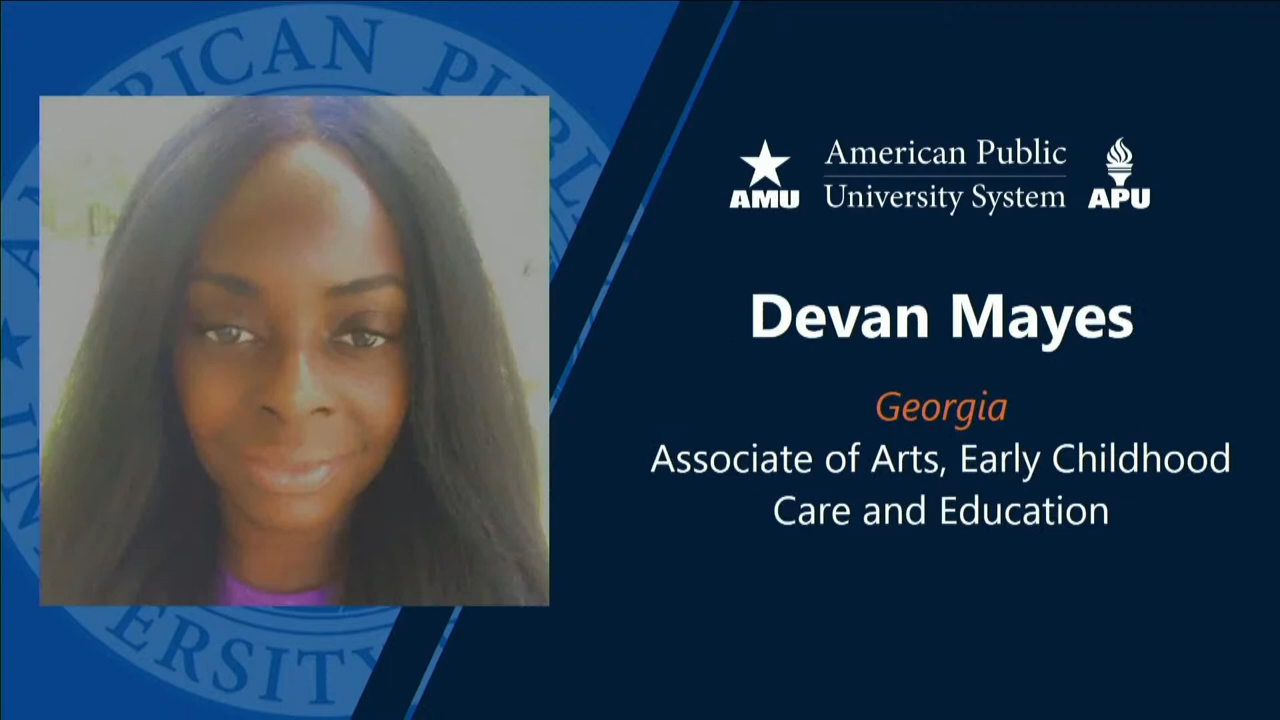 AMERICAN PUBLIC
UNIVERSITY
AMU
American Public
University System
APU
Devan Mayes
Georgia
Associate of Arts, Early Childhood
Care and Education